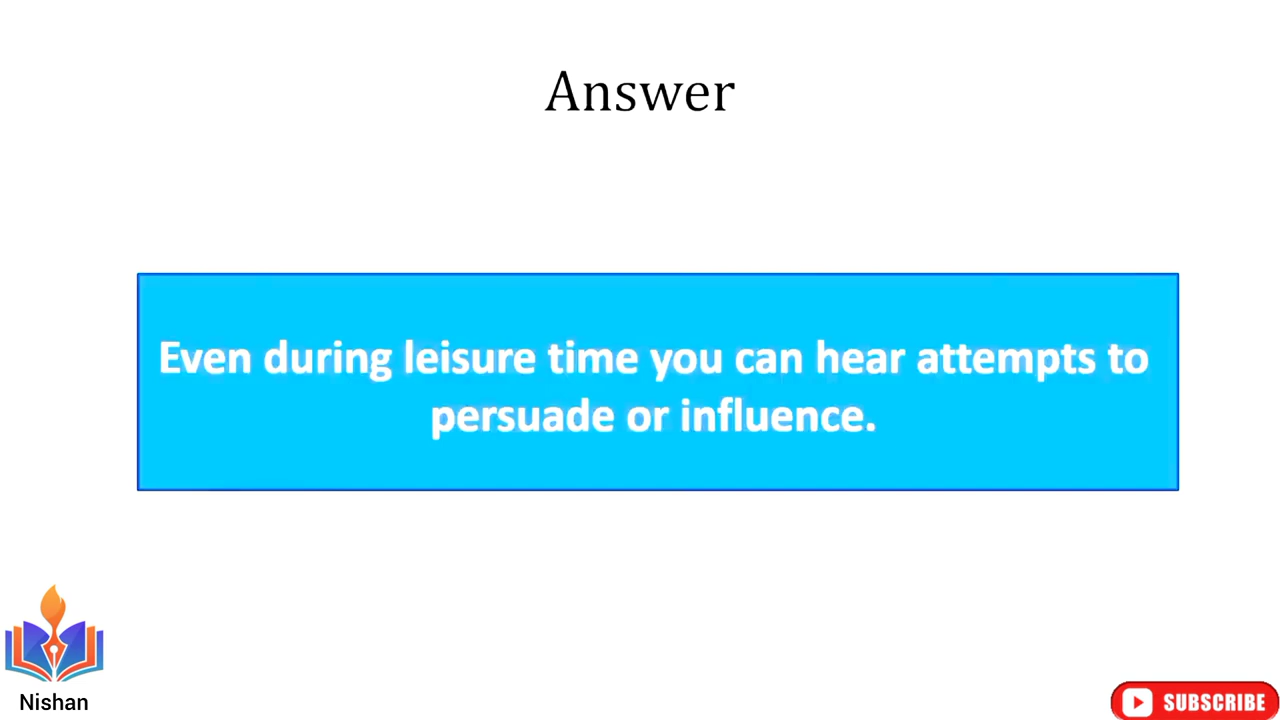 Answer
Even during leisure time you can hear attempts to
persuade or influence.
Nishan
SUBSCRIBE